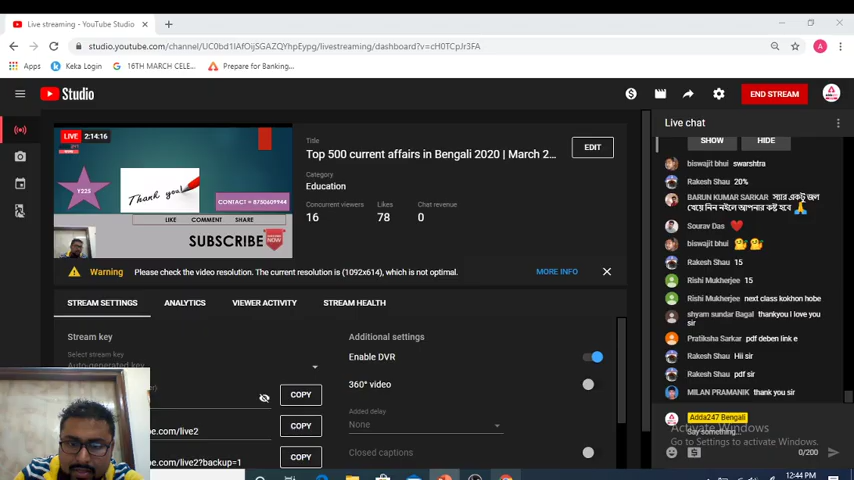 Live streaming - YouTube Studio
studio.youtube.com/channel/UC0bd1lAfOijSGAZQYhpEypg/livestreaming/dashboard?v=cH0TCpJr3FA
A
Apps
Keka Login
16TH MARCH CELE...
Prepare for Banking...
Studio
END STREAM
LIVE 2:14:16
Y225
Thank you!
CONTACT = 8750609944
LIKE COMMENT SHARE
SUBSCRIBE
Title
Top 500 current affairs in Bengali 2020 | March 2...
EDIT
Category
Education
Concurrent viewers
16
Likes
78
Chat revenue
0
Warning
Please check the video resolution. The current resolution is (1092x614), which is not optimal.
MORE INFO
STREAM SETTINGS
ANALYTICS
VIEWER ACTIVITY
STREAM HEALTH
Stream key
Select stream key
Auto-generated key
COPY
be.com/live2
COPY
be.com/live2?backup=1
COPY
Additional settings
Enable DVR
360° video
Added delay
None
Closed captions
Live chat
SHOW
HIDE
biswajit bhui swarshtra
Rakesh Shau 20%
BARUN KUMAR SARKAR স্যার একটু জল
খেয়ে নিন নইলে আপনার কষ্ট হবে
Sourav Das
biswajit bhui
Rakesh Shau 15
Rishi Mukherjee 15
Rishi Mukherjee next class kokhon hobe
shyam sundar Bagal thankyou I love you
sir
Pratiksha Sarkar pdf deben link e
Rakesh Shau Hii sir
Rakesh Shau pdf sir
MILAN PRAMANIK thank you sir
Adda247 Bengali
Say something...
Activate Windows
Go to Settings to activate Windows.
0/200
12:44 PM